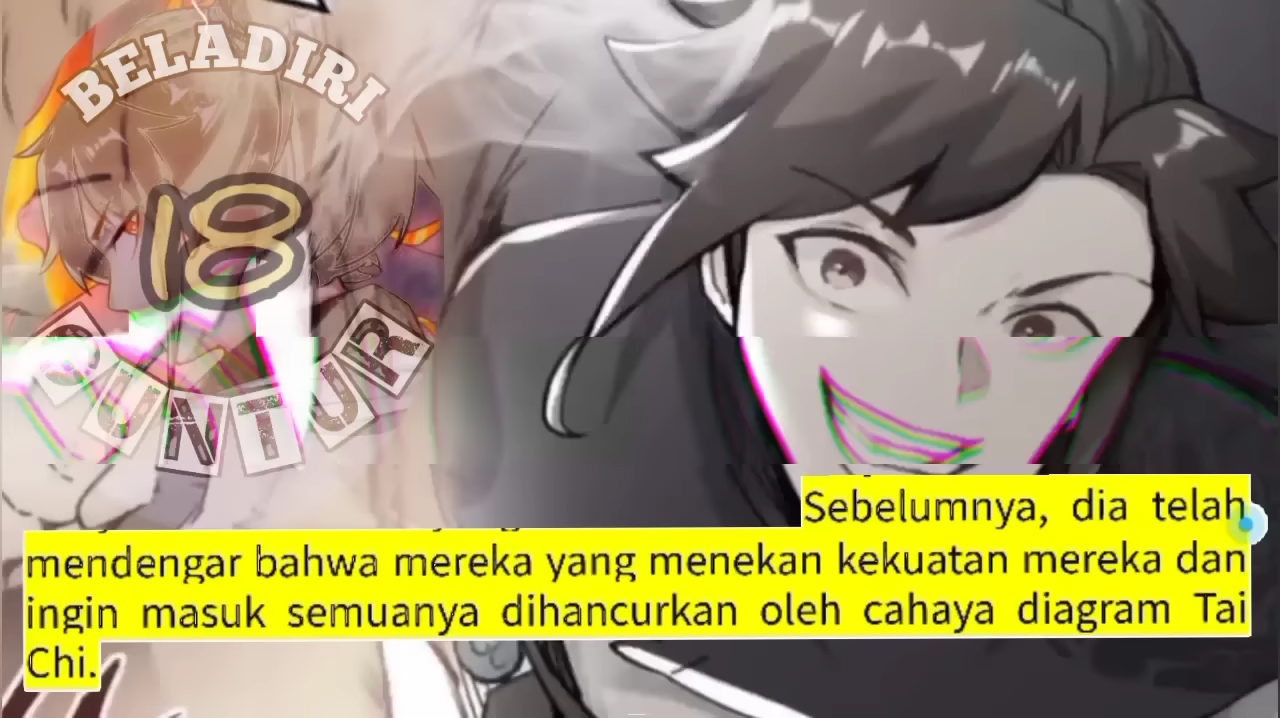 BELADIRI
18
PUNTUR
Sebelumnya, dia telah
mendengar bahwa mereka yang menekan kekuatan mereka dan
ingin masuk semuanya dihancurkan oleh cahaya diagram Tai
Chi.